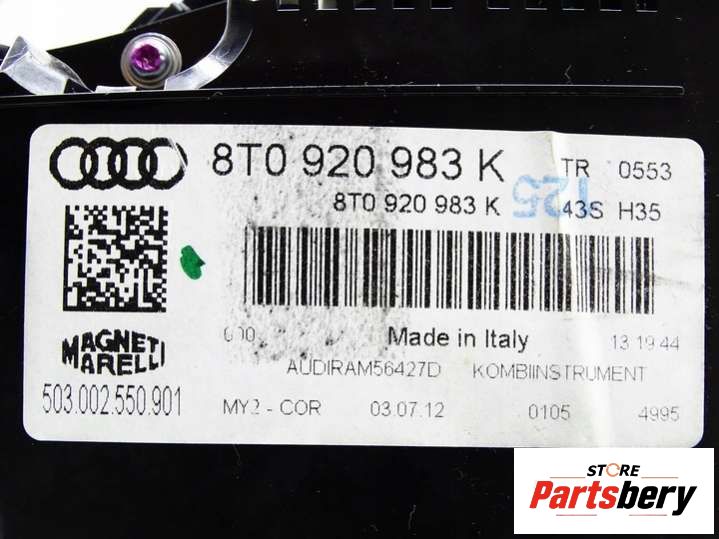 8T0 920 983 K TR 0553
8T0 920 983 K 43S H35
125
Made in Italy 13 19 44
MAGNETI
MARELLI
AUDIRAM56427D KOMBIINSTRUMENT
503.002.550.901
MY2 - COR 03.07.12 0105 4995
STORE
Partsbery